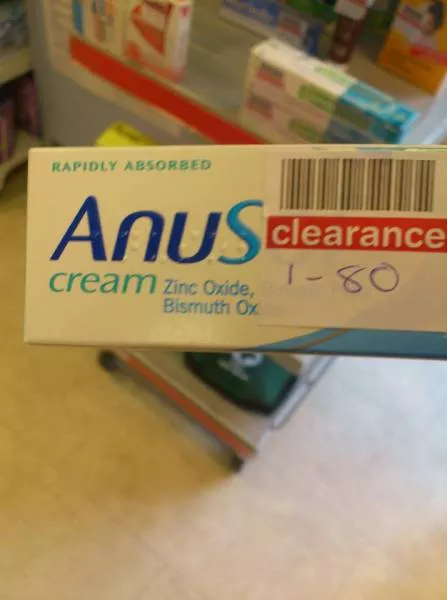 RAPIDLY ABSORBED
AnuS
clearance
1-80
cream Zinc Oxide,
Bismuth Ox